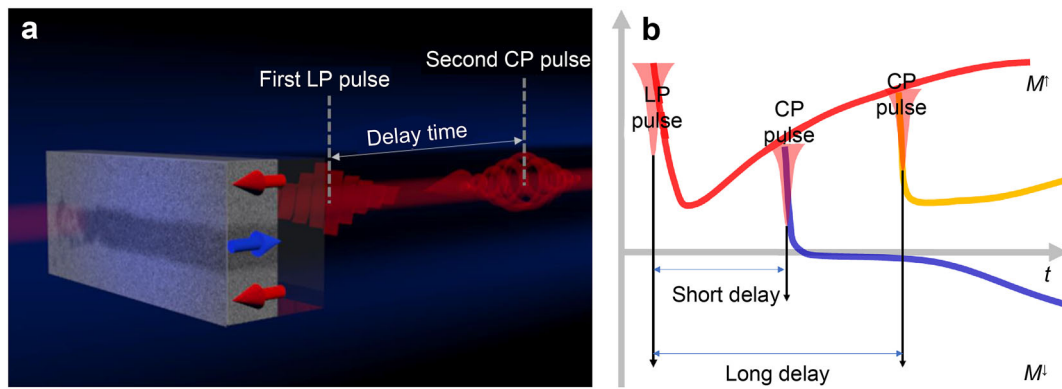 a
First LP pulse
Second CP pulse
Delay time
b
LP
pulse
CP
pulse
CP
pulse
M↑
t
Short delay
Long delay
M↓